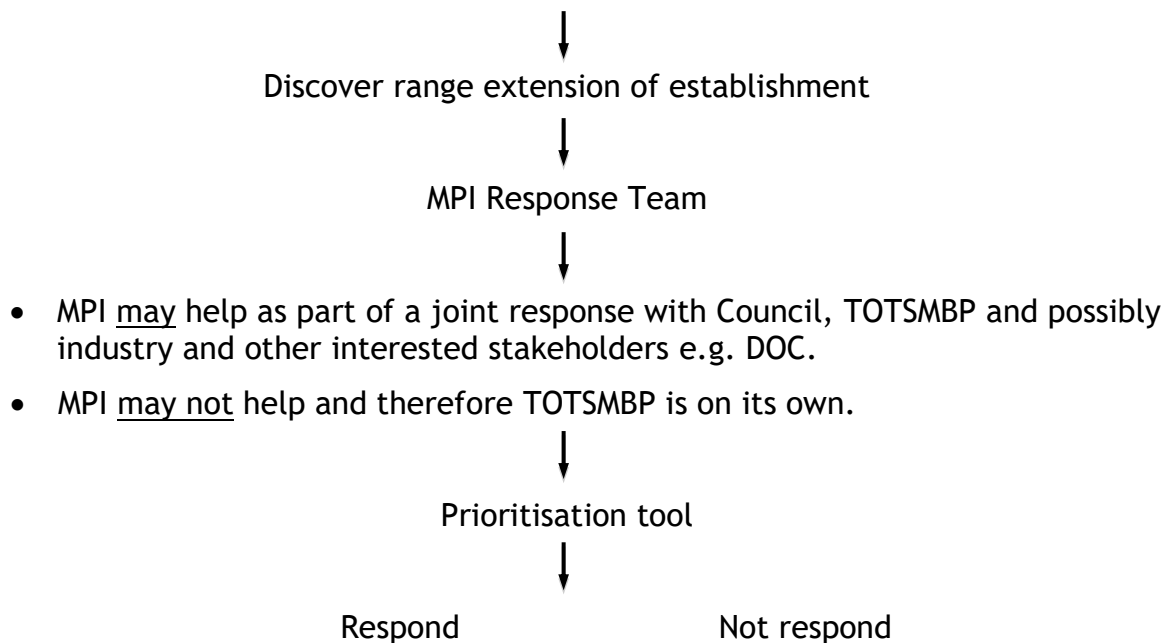 Discover range extension of establishment
MPI Response Team
• MPI may help as part of a joint response with Council, TOTSMBP and possibly
industry and other interested stakeholders e.g. DOC.
• MPI may not help and therefore TOTSMBP is on its own.
Prioritisation tool
Respond Not respond